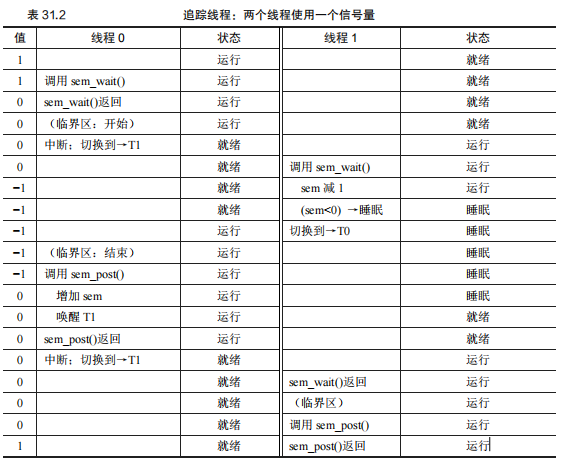 表 31.2 追踪线程：两个线程使用一个信号量
值 线程 0 状态 线程 1 状态
1 运行 就绪
1 调用 sem_wait() 运行 就绪
0 sem_wait()返回 运行 就绪
0 （临界区：开始） 运行 就绪
0 中断；切换到→T1 就绪 运行
0 就绪 调用 sem_wait() 运行
−1 就绪 sem 减 1 运行
−1 就绪 (sem<0) →睡眠 睡眠
−1 运行 切换到→T0 睡眠
−1 （临界区：结束） 运行 睡眠
−1 调用 sem_post() 运行 睡眠
0 增加 sem 运行 睡眠
0 唤醒 T1 运行 就绪
0 sem_post()返回 运行 就绪
0 中断；切换到→T1 就绪 运行
0 就绪 sem_wait()返回 运行
0 就绪 （临界区） 运行
0 就绪 调用 sem_post() 运行
1 就绪 sem_post()返回 运行